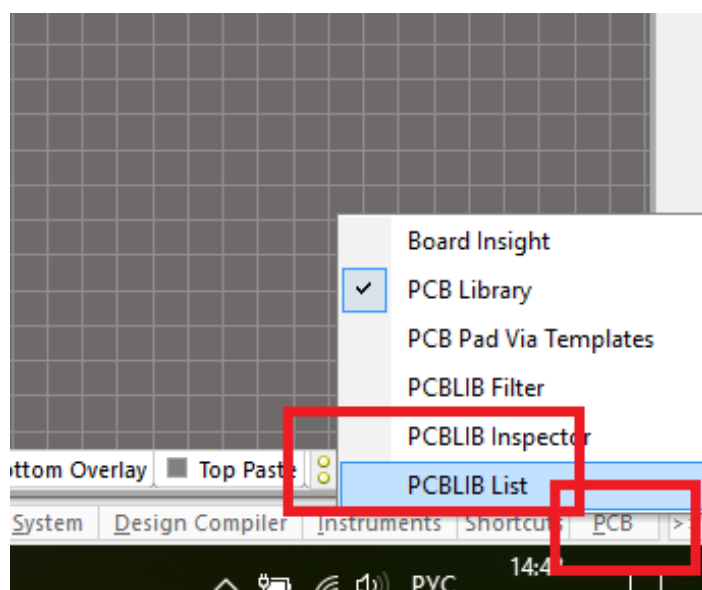 Board Insight
PCB Library
PCB Pad Via Templates
PCBLIB Filter
PCBLIB Inspector
PCBLIB List
ottom Overlay Top Paste
System Design Compiler Instruments Shortcuts PCB >
14:4
РУС